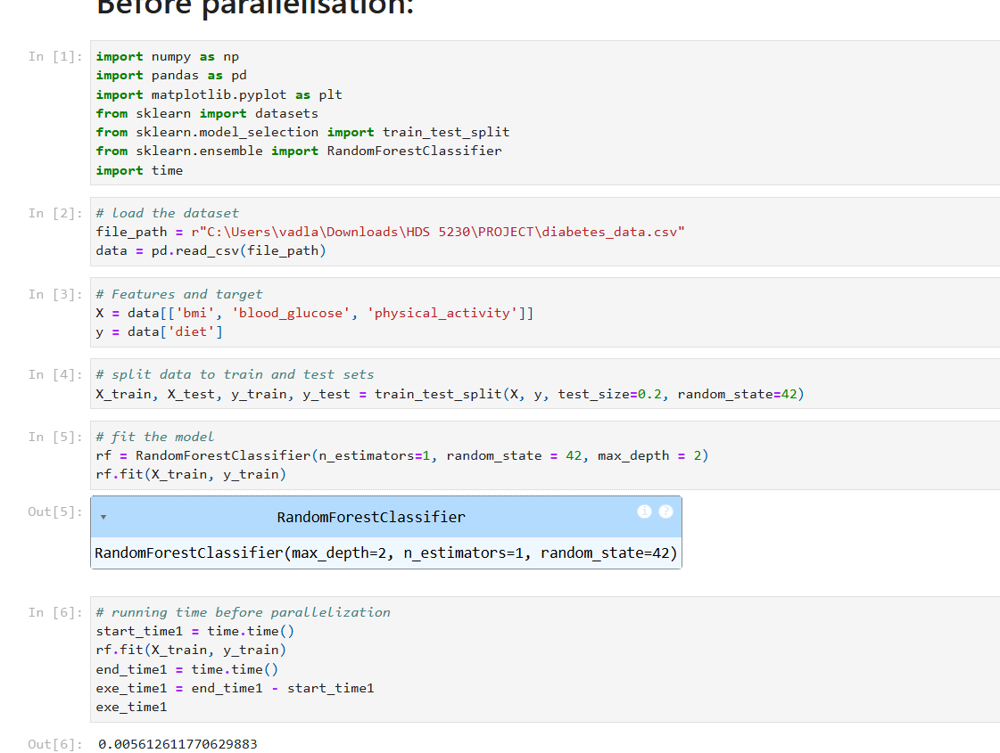 Before parallelisation:
In [1]:
import numpy as np
import pandas as pd
import matplotlib.pyplot as plt
from sklearn import datasets
from sklearn.model_selection import train_test_split
from sklearn.ensemble import RandomForestClassifier
import time
In [2]:
# load the dataset
file_path = r"C:\Users\vadla\Downloads\HDS 5230\PROJECT\diabetes_data.csv"
data = pd.read_csv(file_path)
In [3]:
# Features and target
X = data[['bmi', 'blood_glucose', 'physical_activity']]
y = data['diet']
In [4]:
# split data to train and test sets
X_train, X_test, y_train, y_test = train_test_split(X, y, test_size=0.2, random_state=42)
In [5]:
# fit the model
rf = RandomForestClassifier(n_estimators=1, random_state = 42, max_depth = 2)
rf.fit(X_train, y_train)
Out[5]:
RandomForestClassifier
i ?
RandomForestClassifier(max_depth=2, n_estimators=1, random_state=42)
In [6]:
# running time before parallelization
start_time1 = time.time()
rf.fit(X_train, y_train)
end_time1 = time.time()
exe_time1 = end_time1 - start_time1
exe_time1
Out[6]:
0.005612611770629883